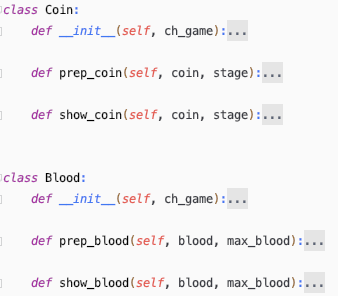 class Coin:
def __init__(self, ch_game):...
def prep_coin(self, coin, stage):...
def show_coin(self, coin, stage):...
class Blood:
def __init__(self, ch_game):...
def prep_blood(self, blood, max_blood):...
def show_blood(self, blood, max_blood):...